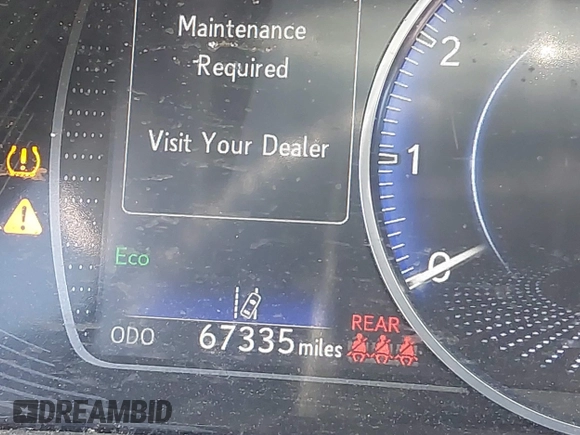 Maintenance
Required
Visit Your Dealer
2
1
0
Eco
ODO 67335 miles
REAR
DREAMBID